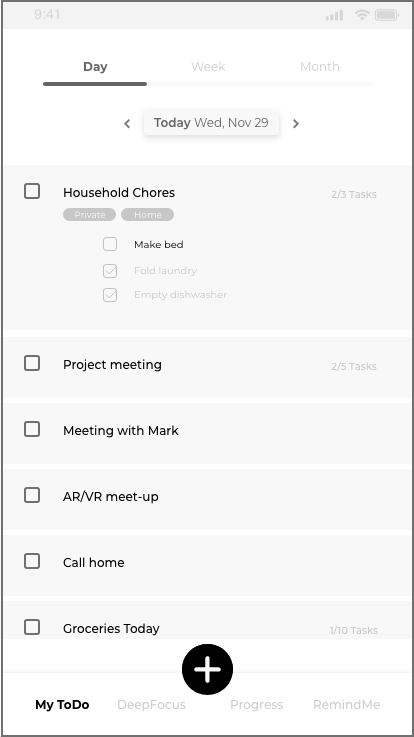 9:41
Day Week Month
Today Wed, Nov 29
Household Chores 2/3 Tasks
Private Home
Make bed
Fold laundry
Empty dishwasher
Project meeting 2/5 Tasks
Meeting with Mark
AR/VR meet-up
Call home
Groceries Today 1/10 Tasks
My ToDo DeepFocus Progress RemindMe